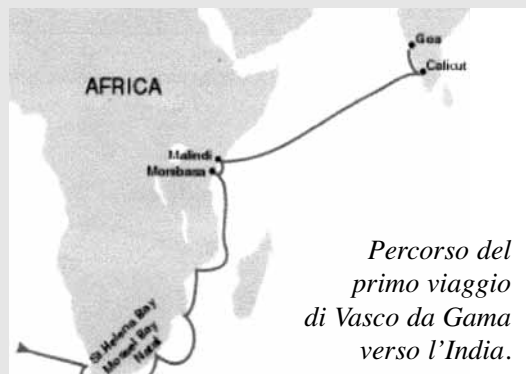 Goa
Calicut
AFRICA
Malindi
Mombasa
St Helena Bay
Mossel Bay
Natal
Percorso del
primo viaggio
di Vasco da Gama
verso l'India.